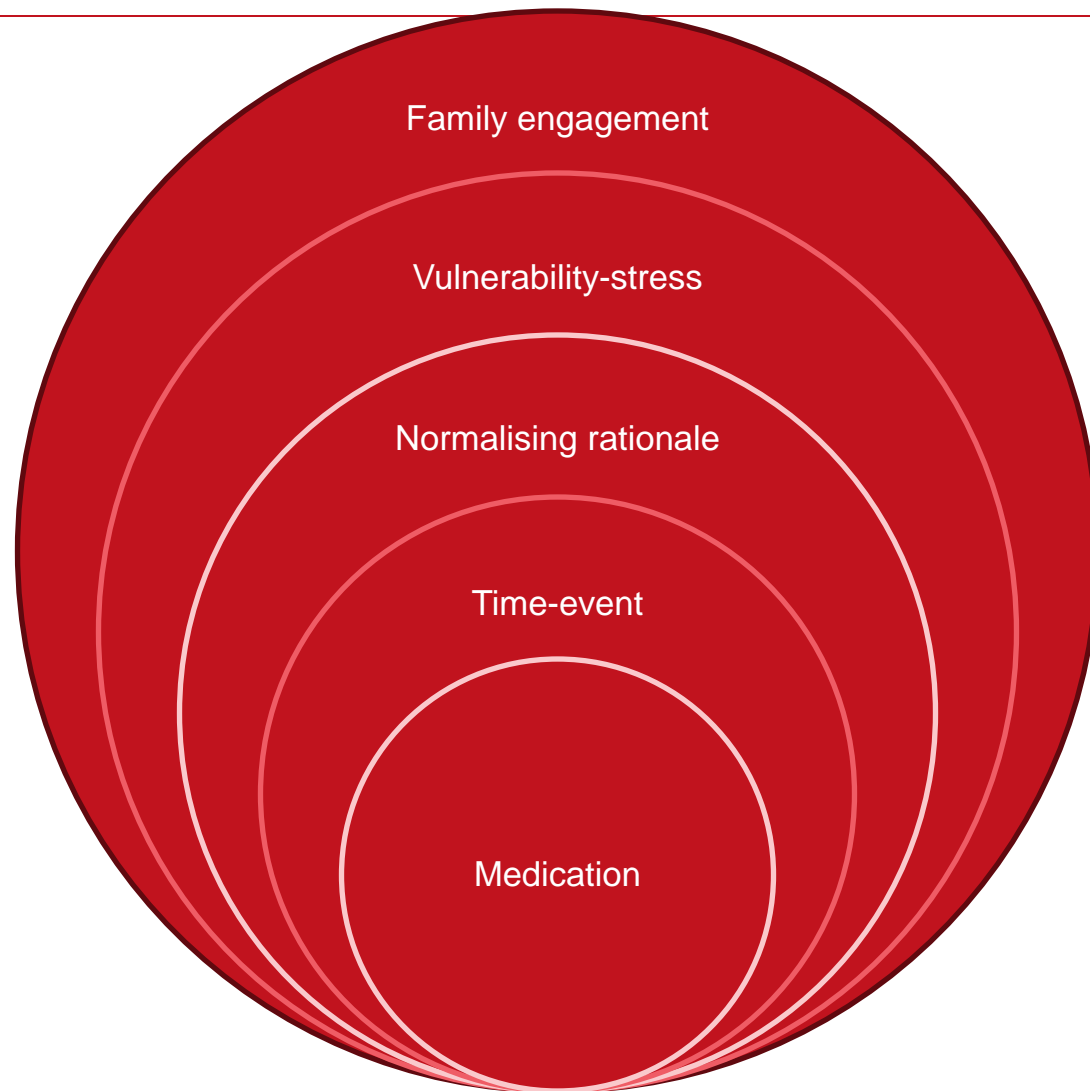 Family engagement
Vulnerability-stress
Normalising rationale
Time-event
Medication